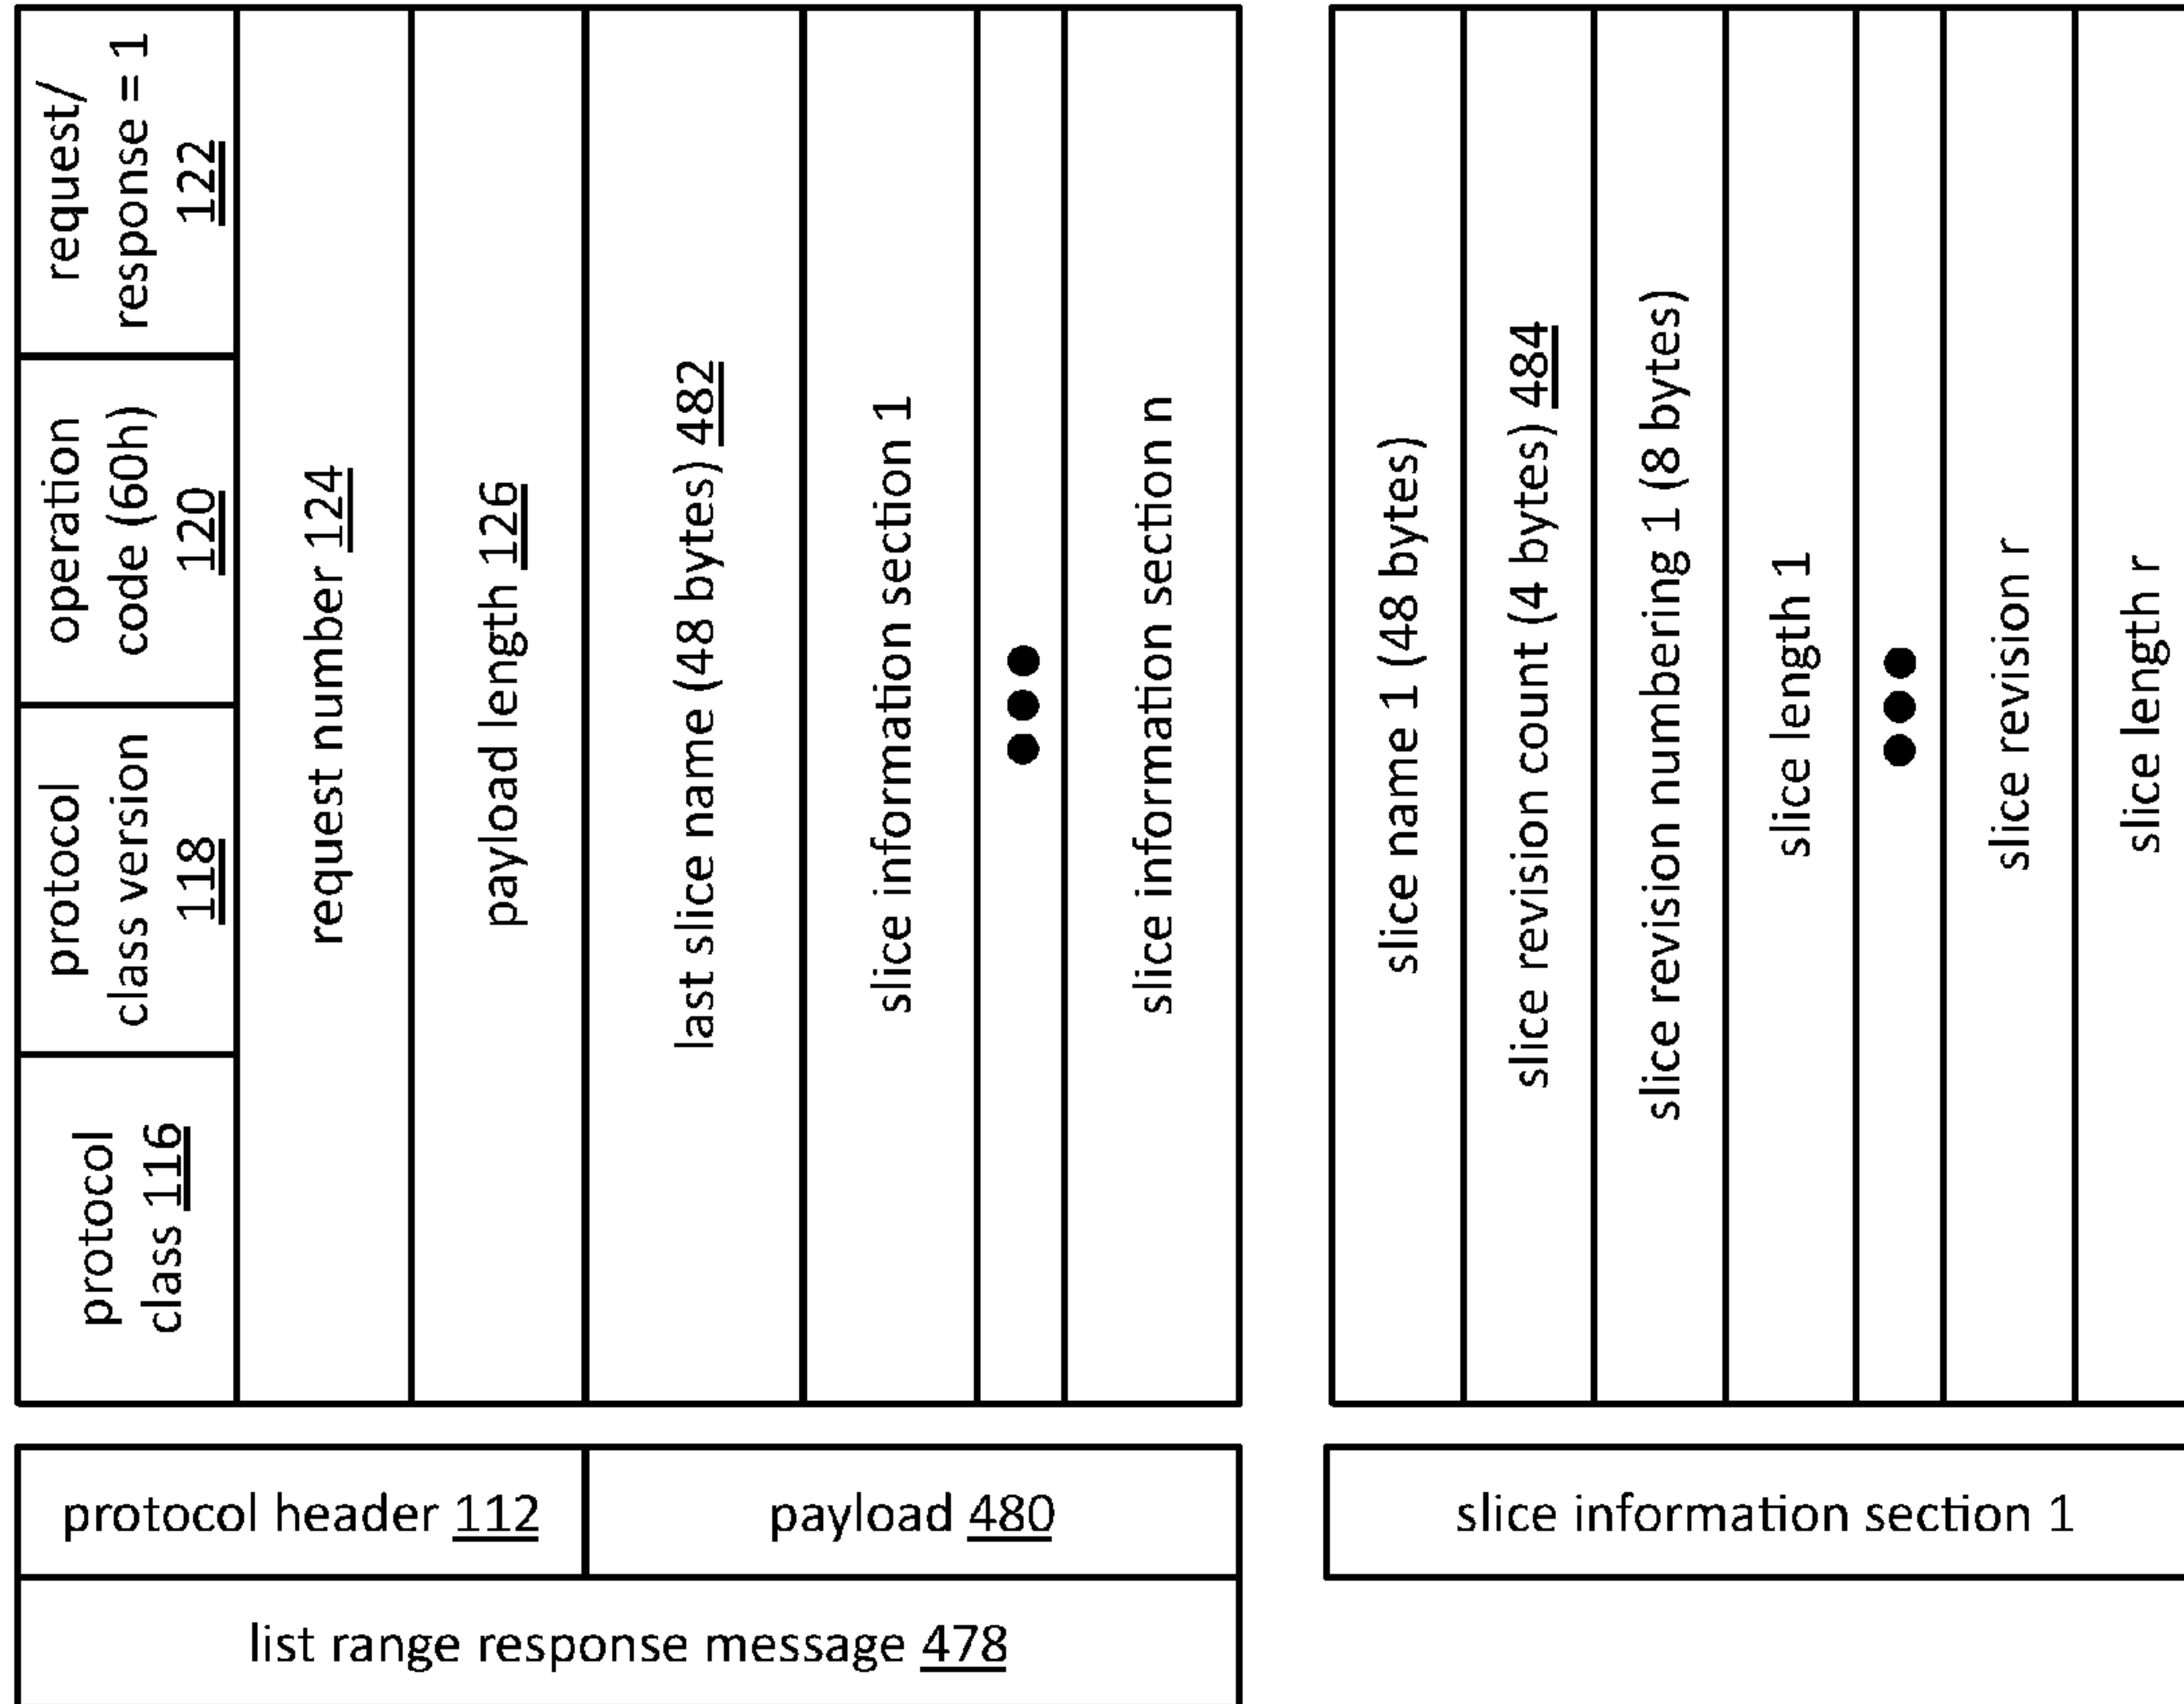 list range response message 478
protocol header 112
payload 480
protocol
class 116
protocol
class version
118
operation
code (60h)
120
request/
response = 1
122
request number 124
payload length 126
last slice name (48 bytes) 482
slice information section 1
slice information section n
slice information section 1
slice name 1 (48 bytes)
slice revision count (4 bytes) 484
slice revision numbering 1 (8 bytes)
slice length 1
slice revision r
slice length r